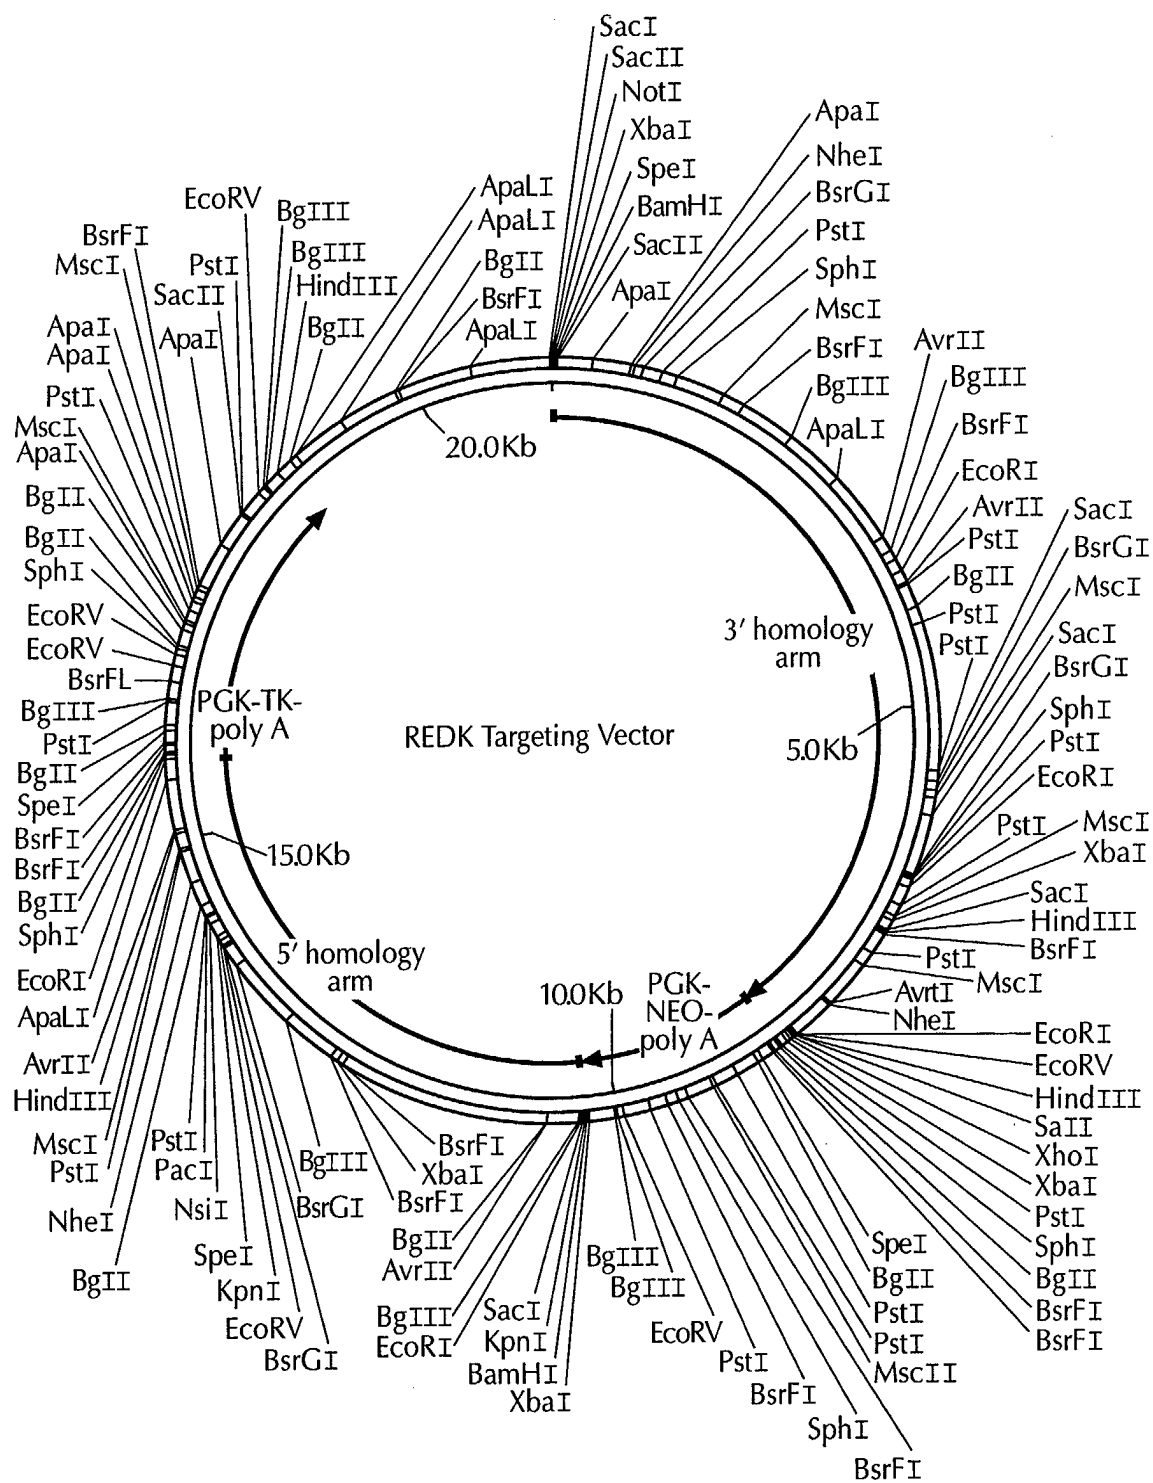 SacI
SacII
NotI
XbaI
SpeI
BamHI
SacII
ApaI
ApaI
NheI
BsrGI
PstI
SphI
MscI
BsrFI
BgIII
ApaLI
AvrII
BgIII
BsrFI
EcoRI
AvrII
PstI
BgII
PstI
PstI
SacI
BsrGI
MscI
SacI
BsrGI
SphI
PstI
EcoRI
PstI
MscI
XbaI
SacI
HindIII
BsrFI
PstI
MscI
AvrtI
NheI
EcoRI
EcoRV
HindIII
SaII
XhoI
XbaI
PstI
SphI
BgII
BsrFI
BsrFI
SpeI
BgII
PstI
PstI
MscII
BsrFI
SphI
BsrFI
PstI
EcoRV
BgIII
BgIII
XbaI
BamHI
KpnI
SacI
EcoRI
BgIII
AvrII
BgII
BsrFI
XbaI
BsrFI
BgIII
BsrGI
BsrGI
EcoRV
KpnI
SpeI
NsiI
PacI
PstI
BgII
NheI
PstI
MscI
HindIII
AvrII
ApaLI
EcoRI
SphI
BgII
BsrFI
BsrFI
SpeI
BgII
PstI
BgIII
BsrFL
EcoRV
EcoRV
SphI
BgII
BgII
ApaI
MscI
PstI
ApaI
ApaI
MscI
BsrFI
ApaI
SacII
PstI
EcoRV
BgIII
BgIII
HindIII
BgII
ApaLI
ApaLI
BgII
BsrFI
ApaLI
20.0Kb
3' homology
arm
5.0Kb
REDK Targeting Vector
PGK-TK-
poly A
15.0Kb
5' homology
arm
10.0Kb
PGK-
NEO-
poly A